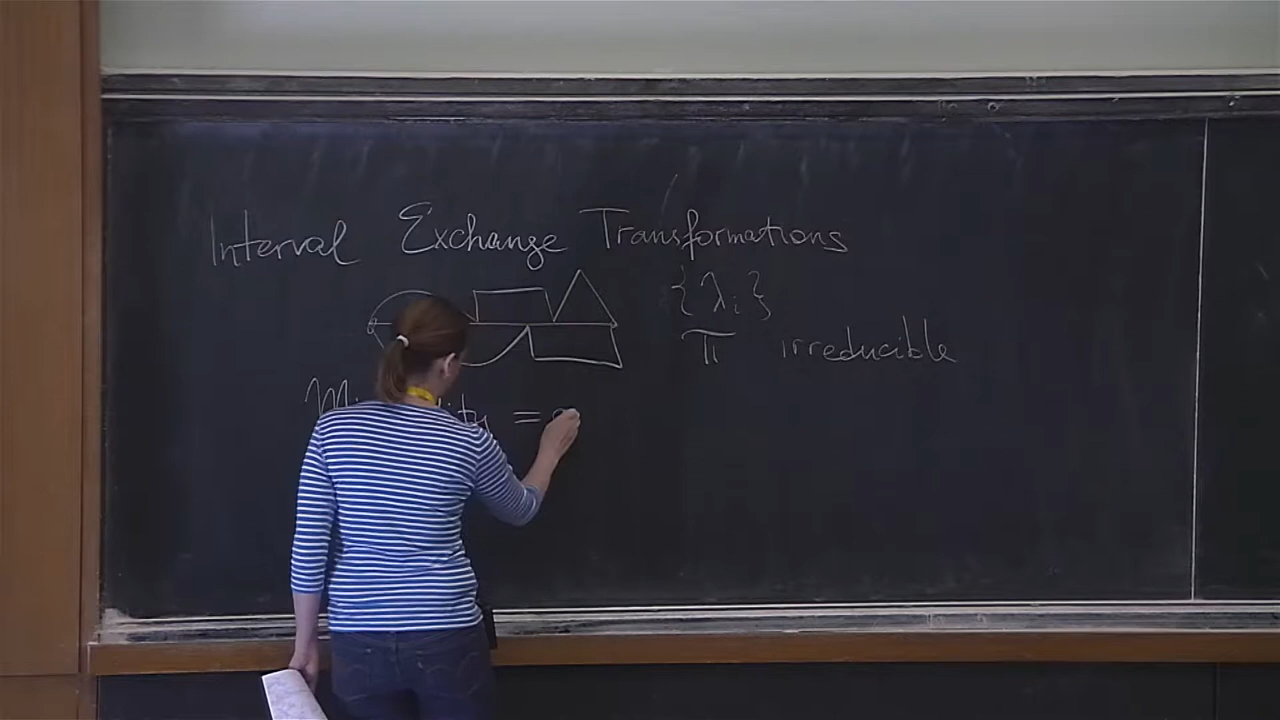 Interval Exchange Transformations
{λi}
π irreducible
=